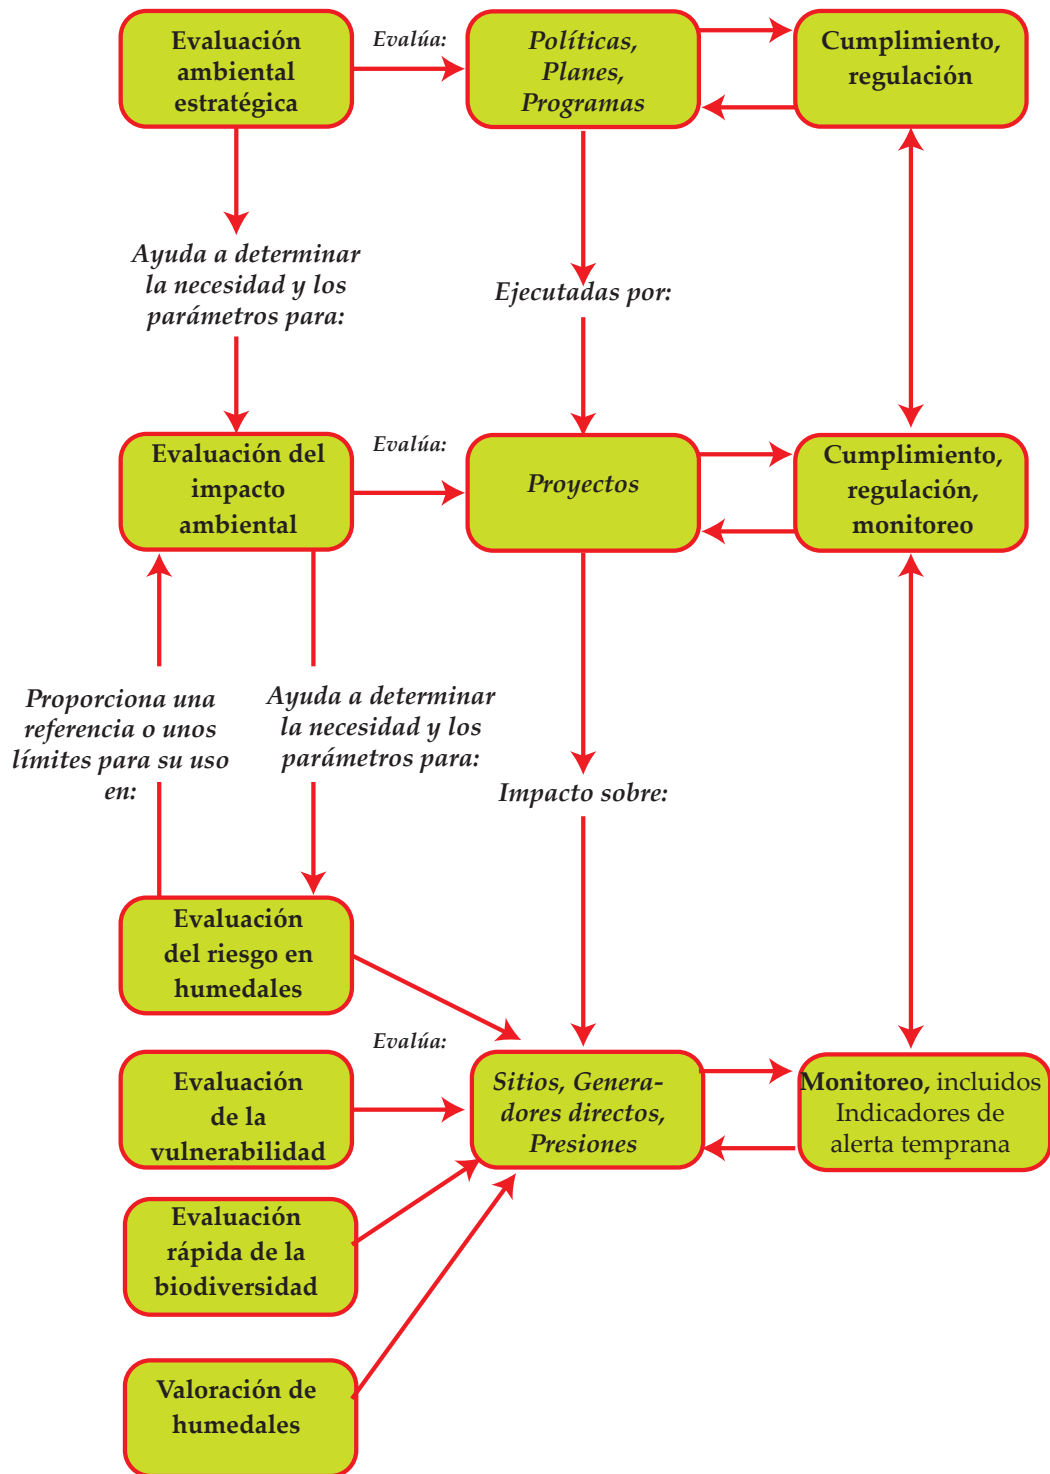 Evaluación
ambiental
estratégica
Evalúa:
Políticas,
Planes,
Programas
Cumplimiento,
regulación
Ayuda a determinar
la necesidad y los
parámetros para:
Ejecutadas por:
Evaluación del
impacto
ambiental
Evalúa:
Proyectos
Cumplimiento,
regulación,
monitoreo
Proporciona una
referencia o unos
límites para su uso
en:
Ayuda a determinar
la necesidad y los
parámetros para:
Impacto sobre:
Evaluación
del riesgo en
humedales
Evalúa:
Evaluación
de la
vulnerabilidad
Sitios, Genera-
dores directos,
Presiones
Monitoreo, incluidos
Indicadores de
alerta temprana
Evaluación
rápida de la
biodiversidad
Valoración de
humedales